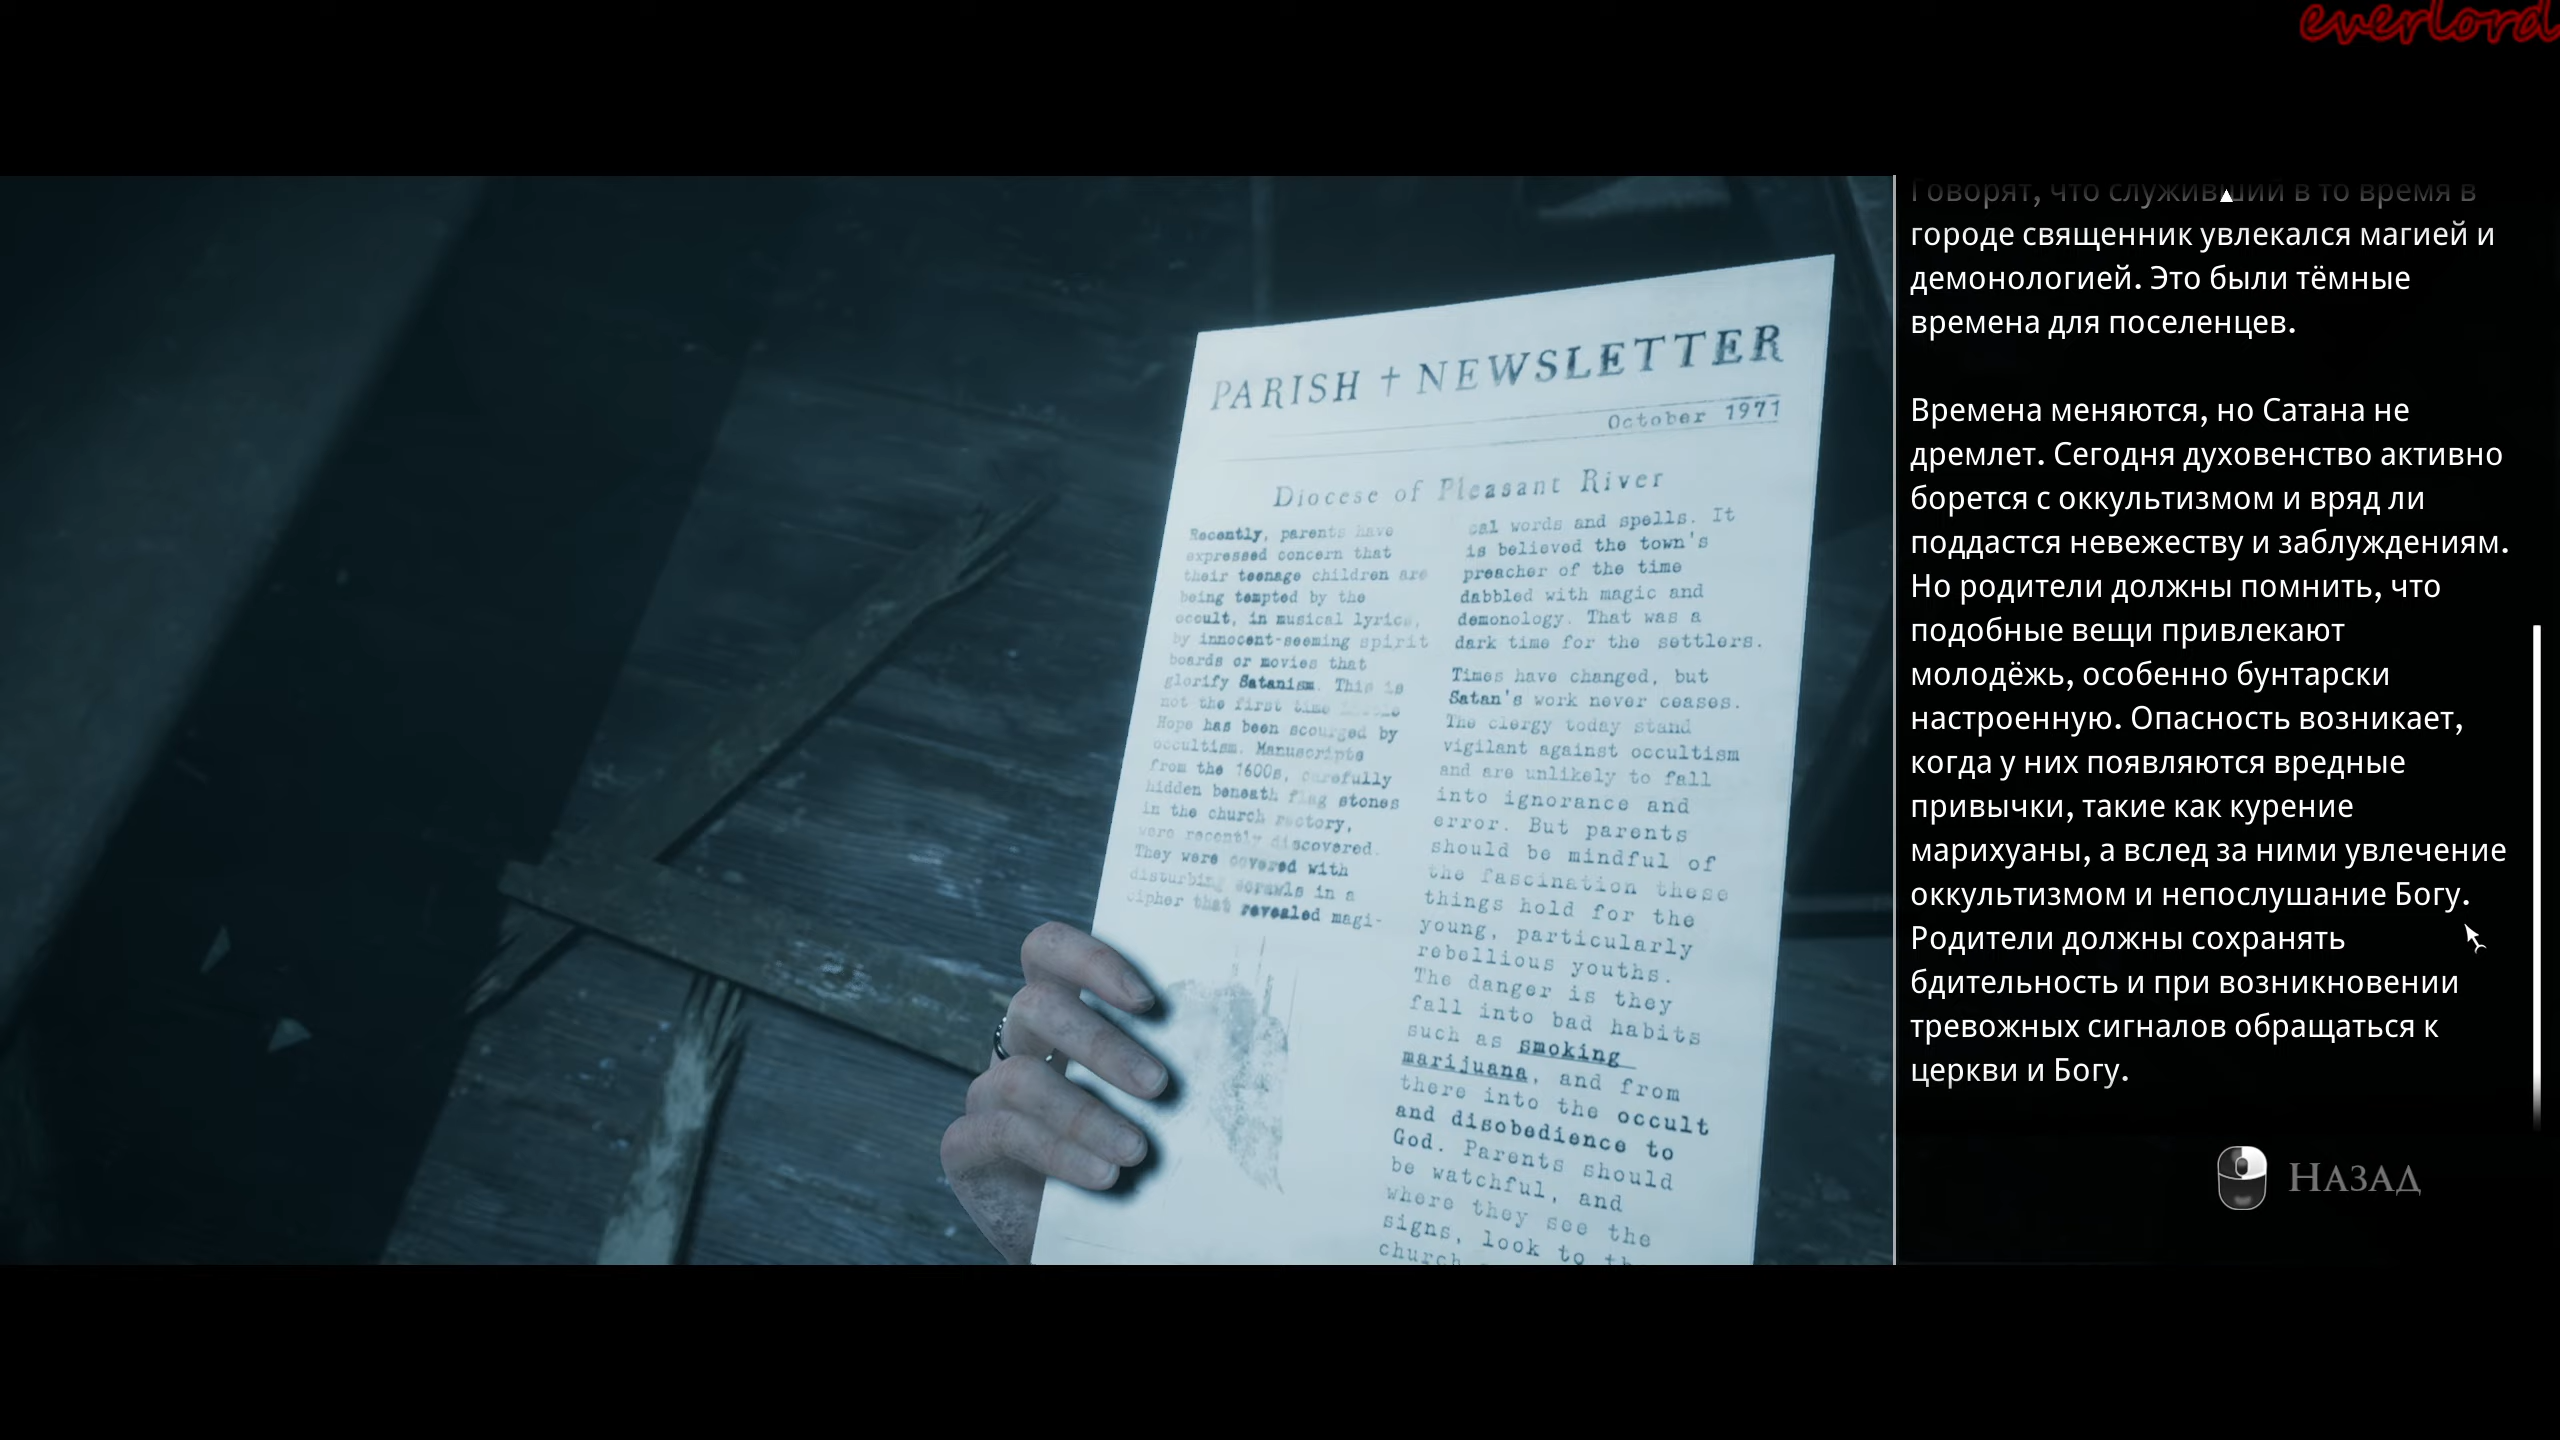 everlord
PARISH † NEWSLETTER
October 1971
Diocese of Pleasant River
Recently, parents have
expressed concern that
their teenage children are
being tempted by the
occult, in musical lyrics,
by innocent-seeming spirit
boards or movies that
glorify Satanism. This is
not the first time
Hope has been scourged by
occultism. Manuscripts
from the 1600s, carefully
hidden beneath flag stones
in the church rectory,
were recently discovered.
They were covered with
disturbing scrawls in a
cipher that revealed magi-
cal words and spells. It
is believed the town's
preacher of the time
dabbled with magic and
demonology. That was a
dark time for the settlers.
Times have changed, but
Satan's work never ceases.
The clergy today stand
vigilant against occultism
and are unlikely to fall
into ignorance and
error. But parents
should be mindful of
the fascination these
things hold for the
young, particularly
rebellious youths.
The danger is they
fall into bad habits
such as smoking
marijuana, and from
there into the occult
and disobedience to
God. Parents should
be watchful, and
where they see the
signs, look to
church
Говорят, что служивший в то время в
городе священник увлекался магией и
демонологией. Это были тёмные
времена для поселенцев.
Времена меняются, но Сатана не
дремлет. Сегодня духовенство активно
борется с оккультизмом и вряд ли
поддастся невежеству и заблуждениям.
Но родители должны помнить, что
подобные вещи привлекают
молодёжь, особенно бунтарски
настроенную. Опасность возникает,
когда у них появляются вредные
привычки, такие как курение
марихуаны, а вслед за ними увлечение
оккультизмом и непослушание Богу.
Родители должны сохранять
бдительность и при возникновении
тревожных сигналов обращаться к
церкви и Богу.
Назад